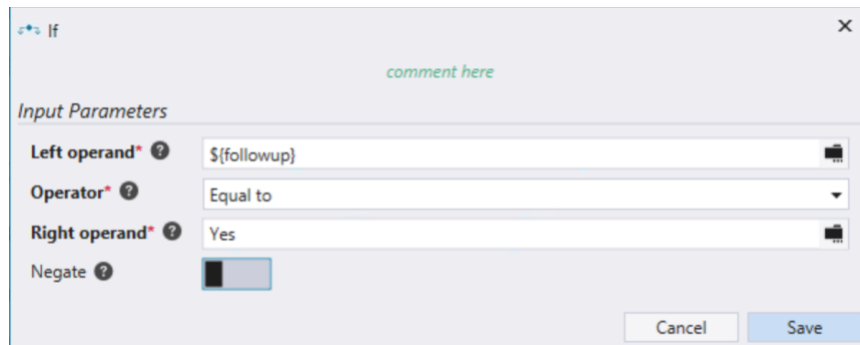 If
comment here
Input Parameters
Left operand* ${followup}
Operator* Equal to
Right operand* Yes
Negate
Cancel Save